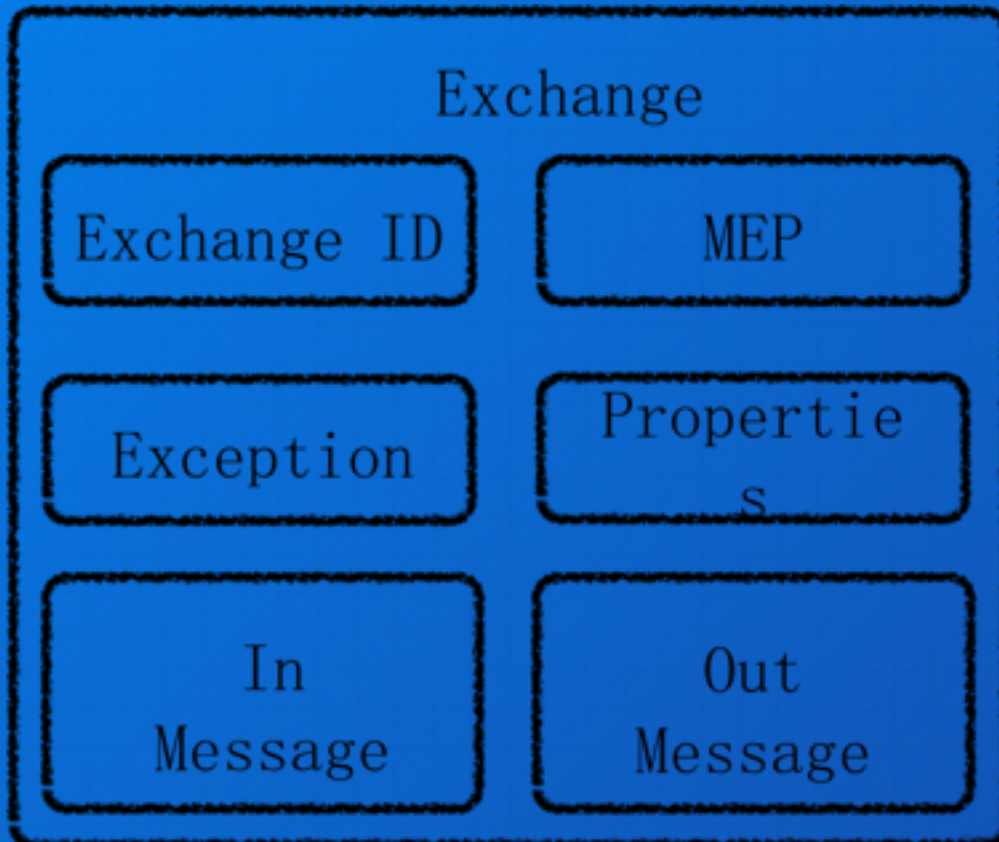 Exchange
Exchange ID
MEP
Exception
Propertie
s
In
Message
Out
Message